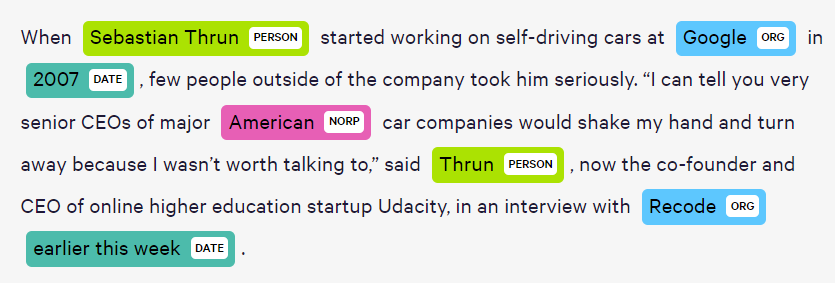 When Sebastian Thrun PERSON started working on self-driving cars at Google ORG in
2007 DATE , few people outside of the company took him seriously. “I can tell you very
senior CEOs of major American NORP car companies would shake my hand and turn
away because I wasn’t worth talking to,” said Thrun PERSON , now the co-founder and
CEO of online higher education startup Udacity, in an interview with Recode ORG
earlier this week DATE .